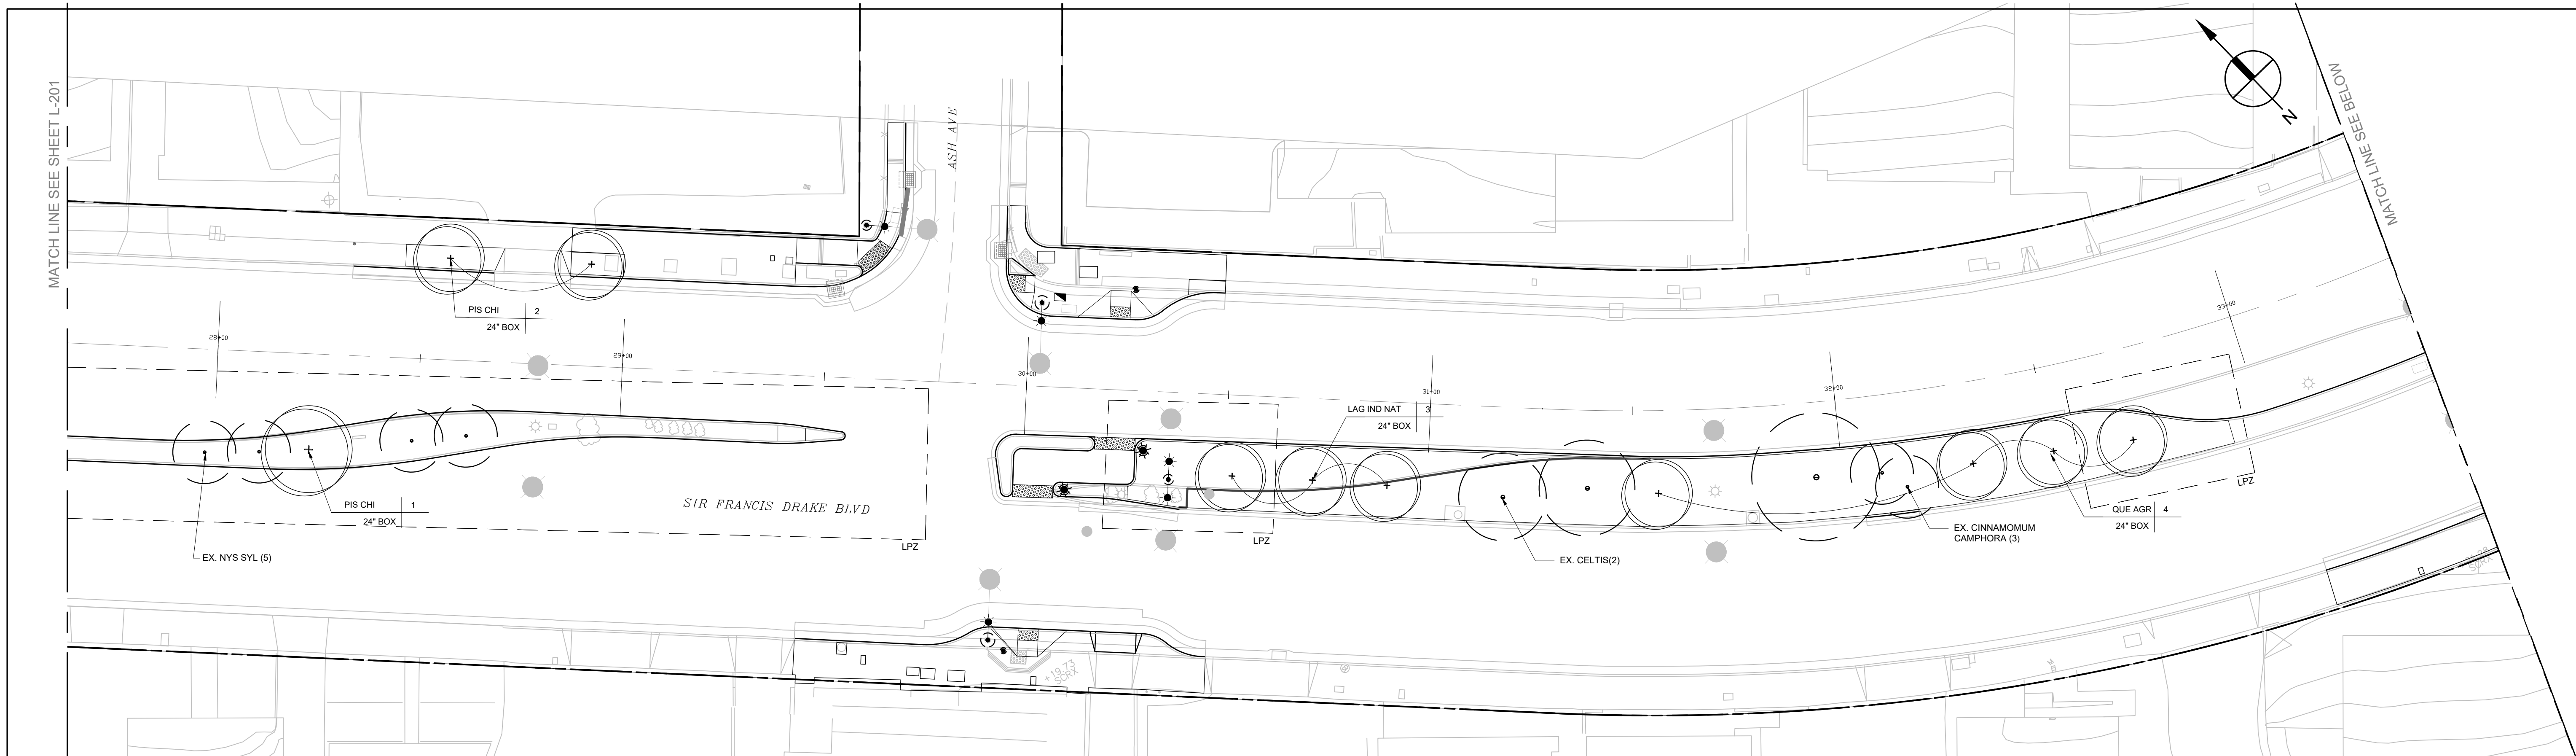 MATCH LINE SEE SHEET L-201
ASH AVE
N
MATCH LINE SEE BELOW
PIS CHI 2
24" BOX
28+00
29+00
30+00
31+00
32+00
33+00
LAG IND NAT 3
24" BOX
PIS CHI 1
24" BOX
SIR FRANCIS DRAKE BLVD
LPZ
LPZ
LPZ
QUE AGR 4
24" BOX
EX. NYS SYL (5)
EX. CELTIS(2)
EX. CINNAMOMUM
CAMPHORA (3)
19.73